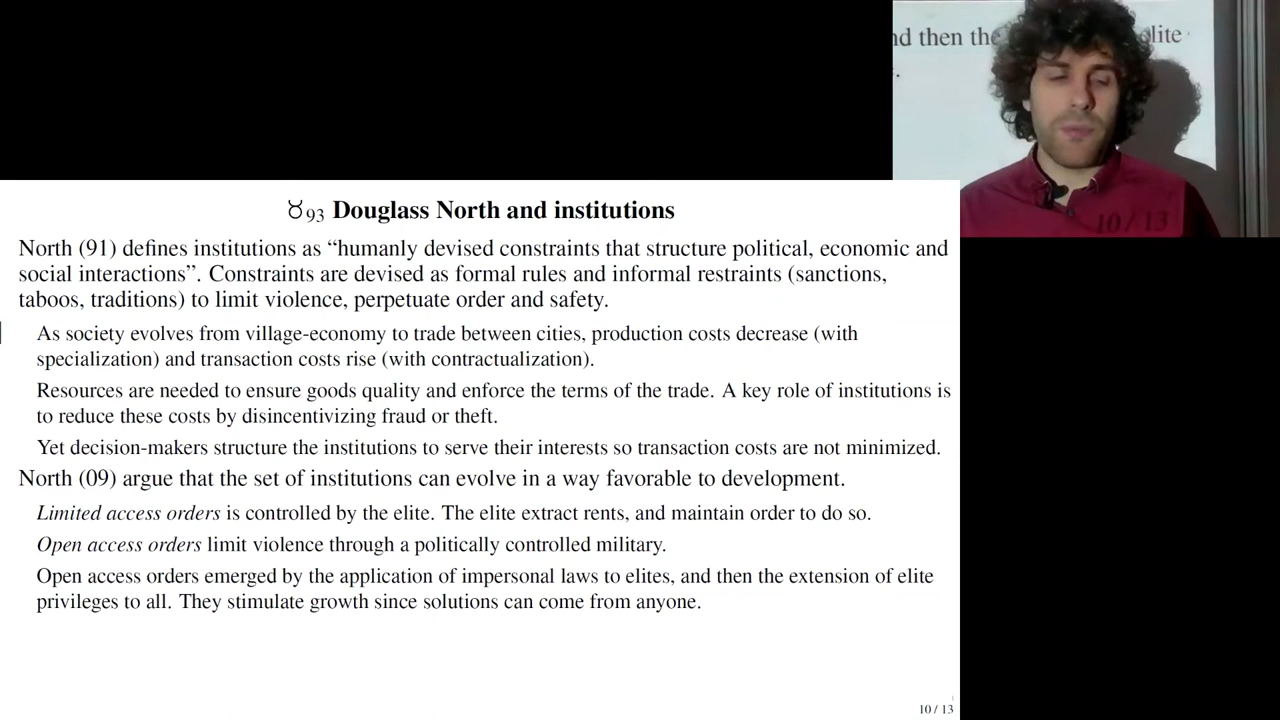 nd then the lite
♉93 Douglass North and institutions
North (91) defines institutions as “humanly devised constraints that structure political, economic and
social interactions”. Constraints are devised as formal rules and informal restraints (sanctions,
taboos, traditions) to limit violence, perpetuate order and safety.
As society evolves from village-economy to trade between cities, production costs decrease (with
specialization) and transaction costs rise (with contractualization).
Resources are needed to ensure goods quality and enforce the terms of the trade. A key role of institutions is
to reduce these costs by disincentivizing fraud or theft.
Yet decision-makers structure the institutions to serve their interests so transaction costs are not minimized.
North (09) argue that the set of institutions can evolve in a way favorable to development.
Limited access orders is controlled by the elite. The elite extract rents, and maintain order to do so.
Open access orders limit violence through a politically controlled military.
Open access orders emerged by the application of impersonal laws to elites, and then the extension of elite
privileges to all. They stimulate growth since solutions can come from anyone.
10 / 13
10 / 13